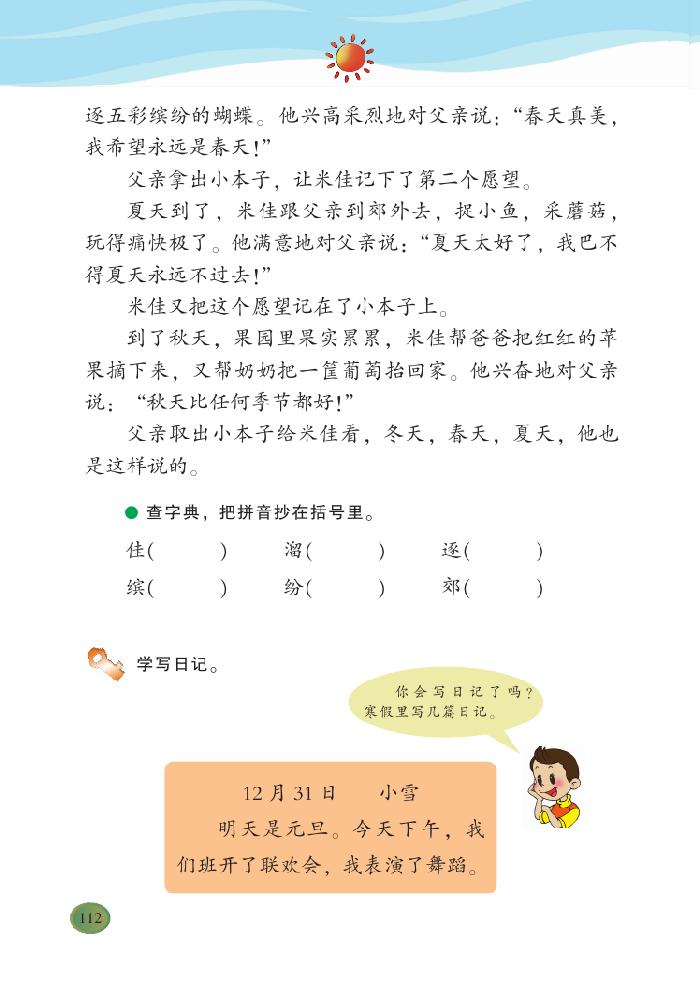 逐五彩缤纷的蝴蝶。他兴高采烈地对父亲说：“春天真美，
我希望永远是春天！”
父亲拿出小本子，让米佳记下了第二个愿望。
夏天到了，米佳跟父亲到郊外去，捉小鱼，采蘑菇，
玩得痛快极了。他满意地对父亲说：“夏天太好了，我巴不
得夏天永远不过去！”
米佳又把这个愿望记在了小本子上。
到了秋天，果园里果实累累，米佳帮爸爸把红红的苹
果摘下来，又帮奶奶把一筐葡萄抬回家。他兴奋地对父亲
说：“秋天比任何季节都好！”
父亲取出小本子给米佳看，冬天，春天，夏天，他也
是这样说的。
● 查字典，把拼音抄在括号里。
佳(　　) 溜(　　) 逐(　　)
缤(　　) 纷(　　) 郊(　　)
学写日记。
你会写日记了吗？
寒假里写几篇日记。
12月31日　小雪
明天是元旦。今天下午，我
们班开了联欢会，我表演了舞蹈。
112